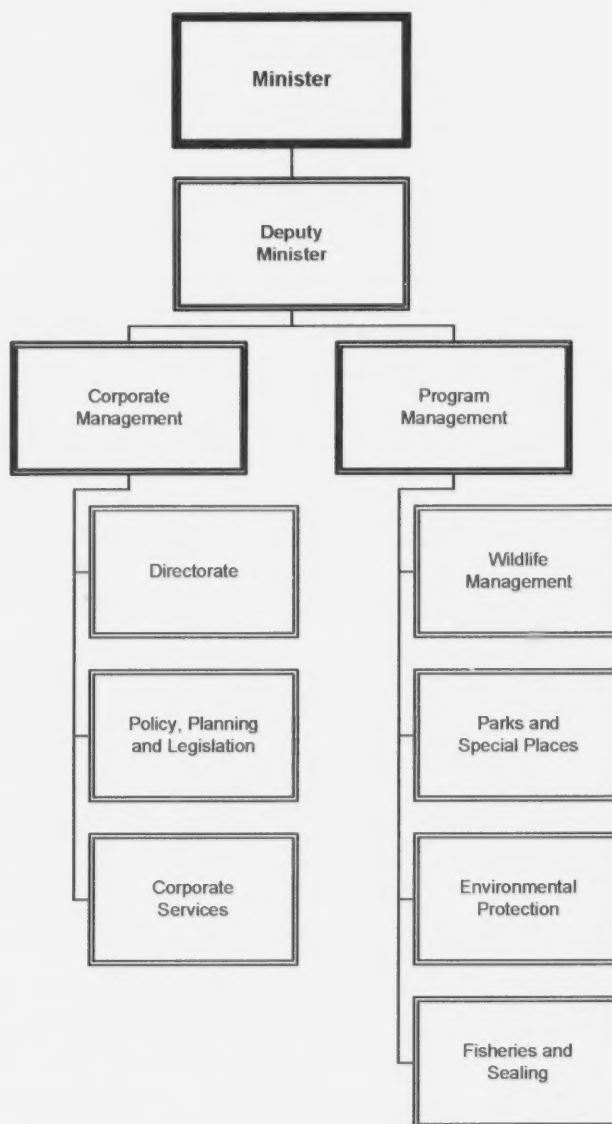 Minister
Deputy
Minister
Corporate
Management
Program
Management
Directorate
Policy, Planning
and Legislation
Corporate
Services
Wildlife
Management
Parks and
Special Places
Environmental
Protection
Fisheries and
Sealing